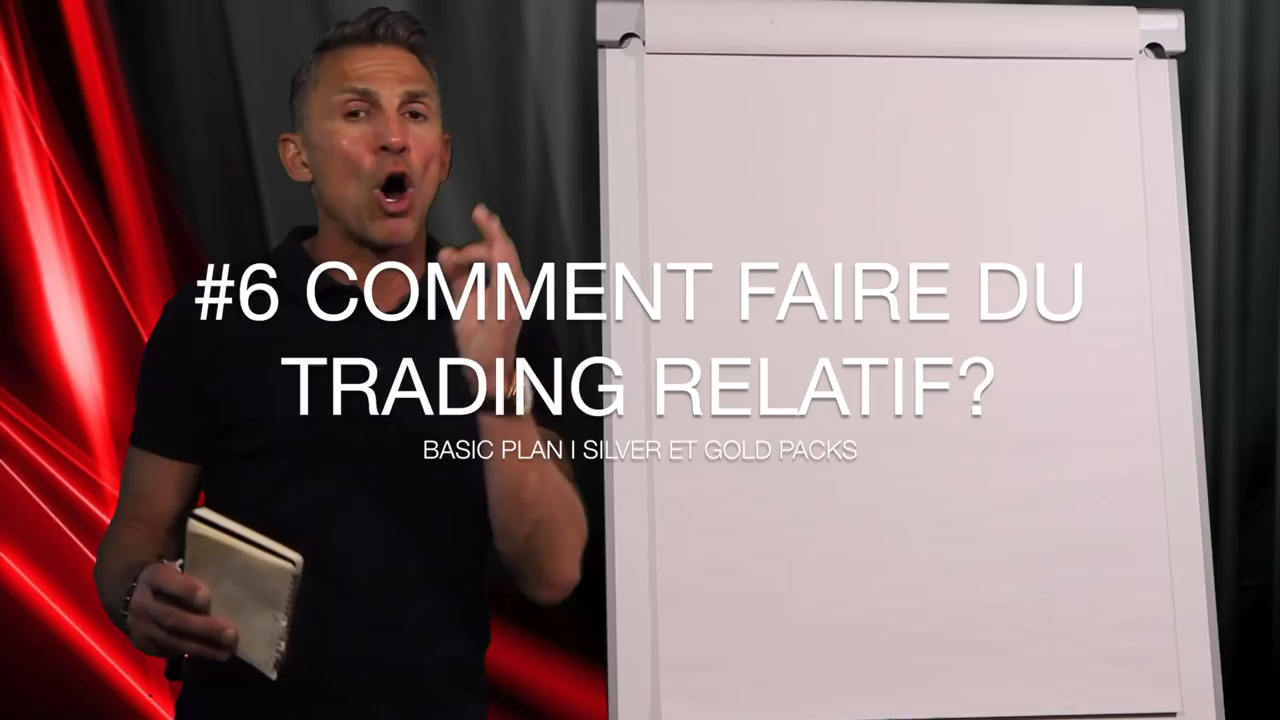 #6 COMMENT FAIRE DU
TRADING RELATIF?
BASIC PLAN I SILVER ET GOLD PACKS